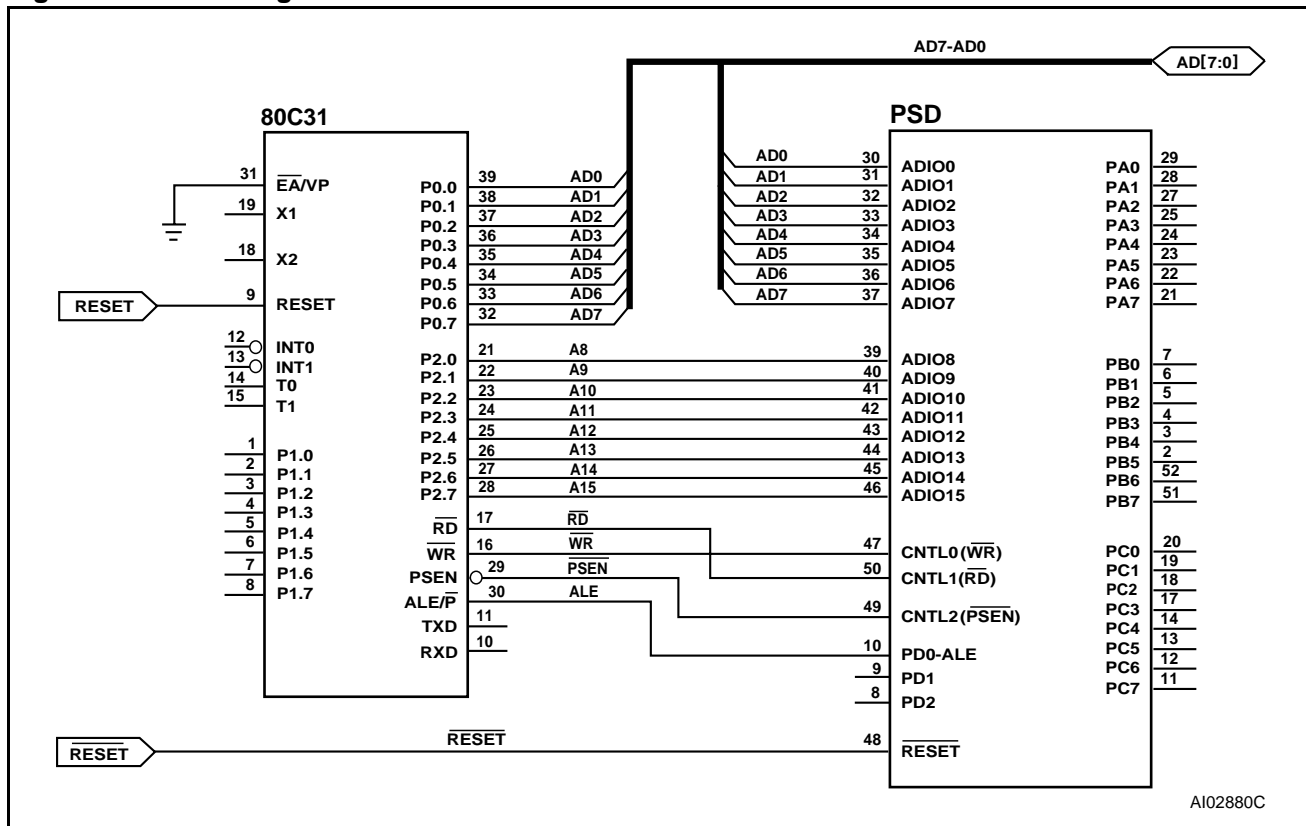 AD7-AD0
AD[7:0]
80C31
PSD
31 EA/VP
19 X1
18 X2
RESET 9 RESET
12 INT0
13 INT1
14 T0
15 T1
1 P1.0
2 P1.1
3 P1.2
4 P1.3
5 P1.4
6 P1.5
7 P1.6
8 P1.7
P0.0 39 AD0
P0.1 38 AD1
P0.2 37 AD2
P0.3 36 AD3
P0.4 35 AD4
P0.5 34 AD5
P0.6 33 AD6
P0.7 32 AD7
P2.0 21 A8
P2.1 22 A9
P2.2 23 A10
P2.3 24 A11
P2.4 25 A12
P2.5 26 A13
P2.6 27 A14
P2.7 28 A15
RD 17 RD
WR 16 WR
PSEN 29 PSEN
ALE/P 30 ALE
TXD 11
RXD 10
AD0 30 ADIO0
AD1 31 ADIO1
AD2 32 ADIO2
AD3 33 ADIO3
AD4 34 ADIO4
AD5 35 ADIO5
AD6 36 ADIO6
AD7 37 ADIO7
39 ADIO8
40 ADIO9
41 ADIO10
42 ADIO11
43 ADIO12
44 ADIO13
45 ADIO14
46 ADIO15
47 CNTL0(WR)
50 CNTL1(RD)
49 CNTL2(PSEN)
10 PD0-ALE
9 PD1
8 PD2
RESET RESET 48 RESET
PA0 29
PA1 28
PA2 27
PA3 25
PA4 24
PA5 23
PA6 22
PA7 21
PB0 7
PB1 6
PB2 5
PB3 4
PB4 3
PB5 2
PB6 52
PB7 51
PC0 20
PC1 19
PC2 18
PC3 17
PC4 14
PC5 13
PC6 12
PC7 11
AI02880C